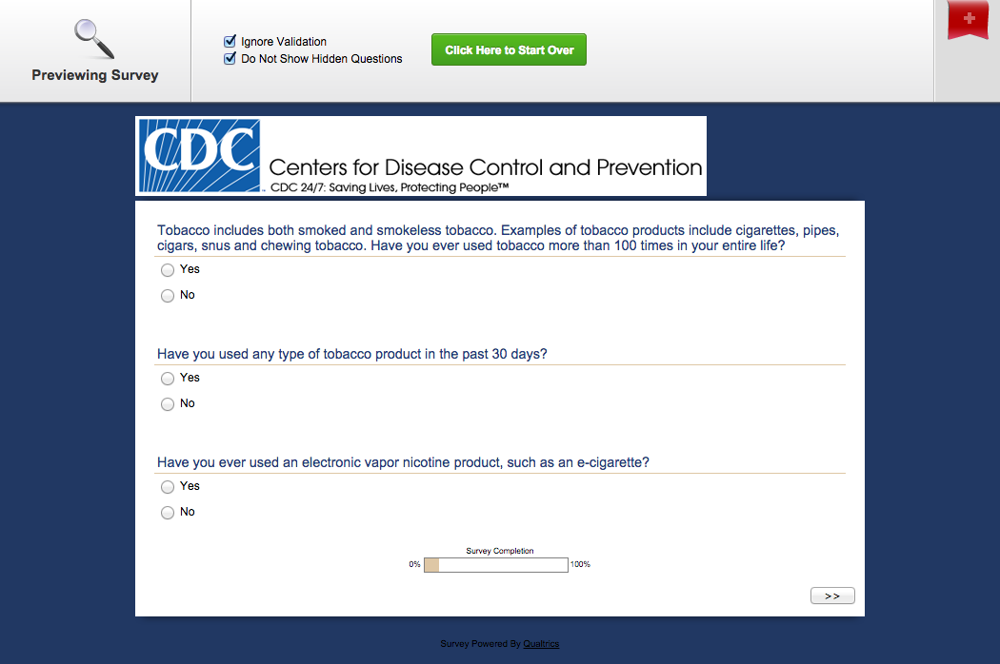 Previewing Survey
Ignore Validation
Do Not Show Hidden Questions
Click Here to Start Over
CDC
Centers for Disease Control and Prevention
CDC 24/7: Saving Lives, Protecting People™
Tobacco includes both smoked and smokeless tobacco. Examples of tobacco products include cigarettes, pipes,
cigars, snus and chewing tobacco. Have you ever used tobacco more than 100 times in your entire life?
Yes
No
Have you used any type of tobacco product in the past 30 days?
Yes
No
Have you ever used an electronic vapor nicotine product, such as an e-cigarette?
Yes
No
Survey Completion
0% 100%
>>
Survey Powered By Qualtrics